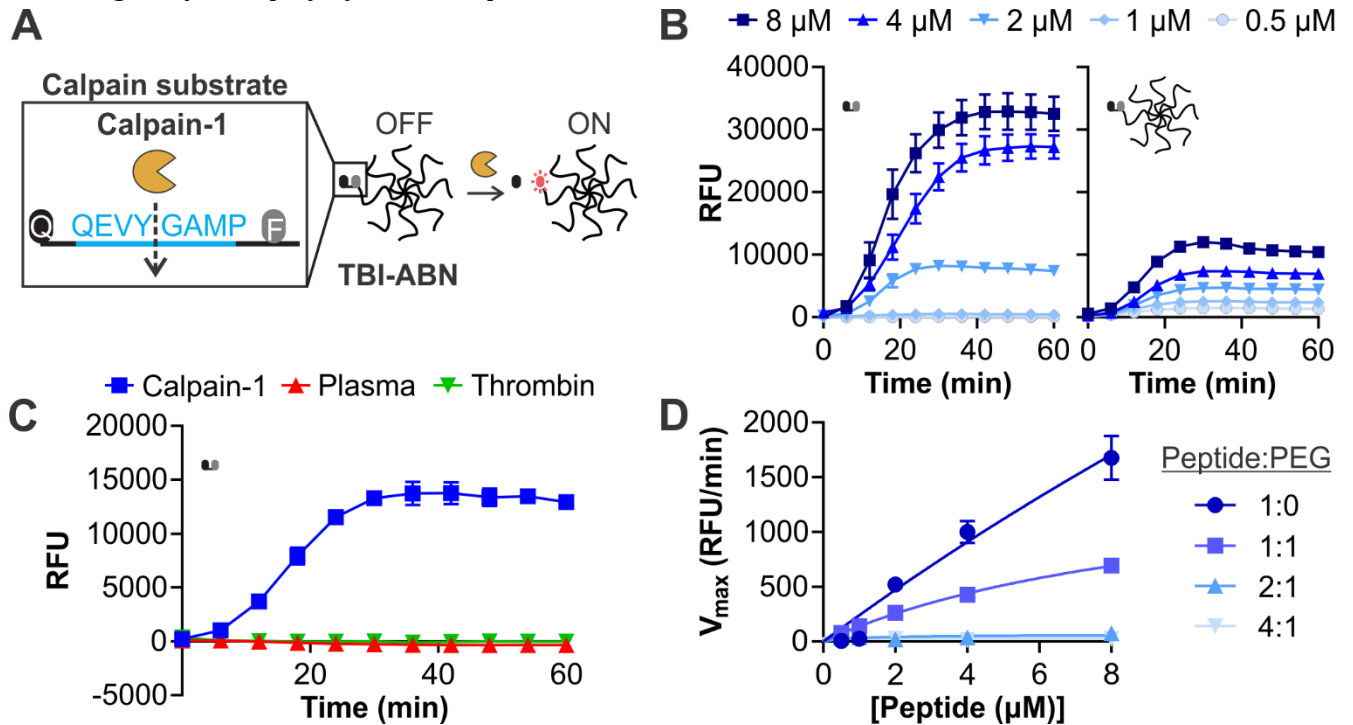 A
Calpain substrate
Calpain-1
Q QEVY GAMP F
OFF
ON
TBI-ABN
B
8 µM 4 µM 2 µM 1 µM 0.5 µM
RFU
40000
30000
20000
10000
0
0 20 40 60
Time (min)
0 20 40 60
Time (min)
C
Calpain-1 Plasma Thrombin
RFU
20000
15000
10000
5000
0
-5000
20 40 60
Time (min)
D
Vmax (RFU/min)
2000
1500
1000
500
0
0 2 4 6 8
[Peptide (µM)]
Peptide:PEG
1:0
1:1
2:1
4:1